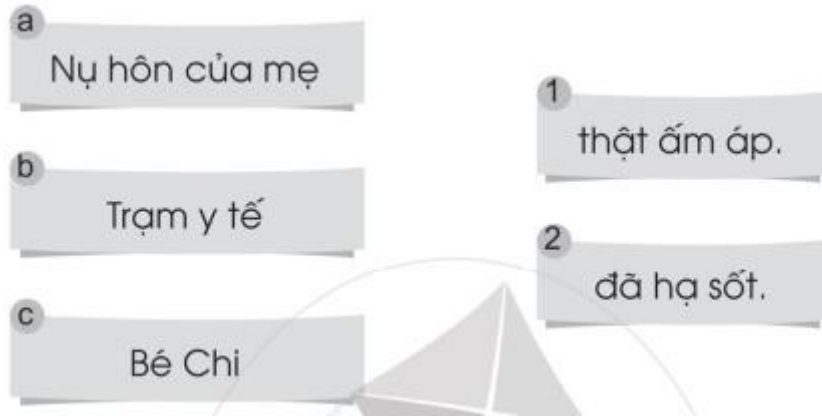 a
Nụ hôn của mẹ
1
thật ấm áp.
b
Trạm y tế
2
đã hạ sốt.
c
Bé Chi